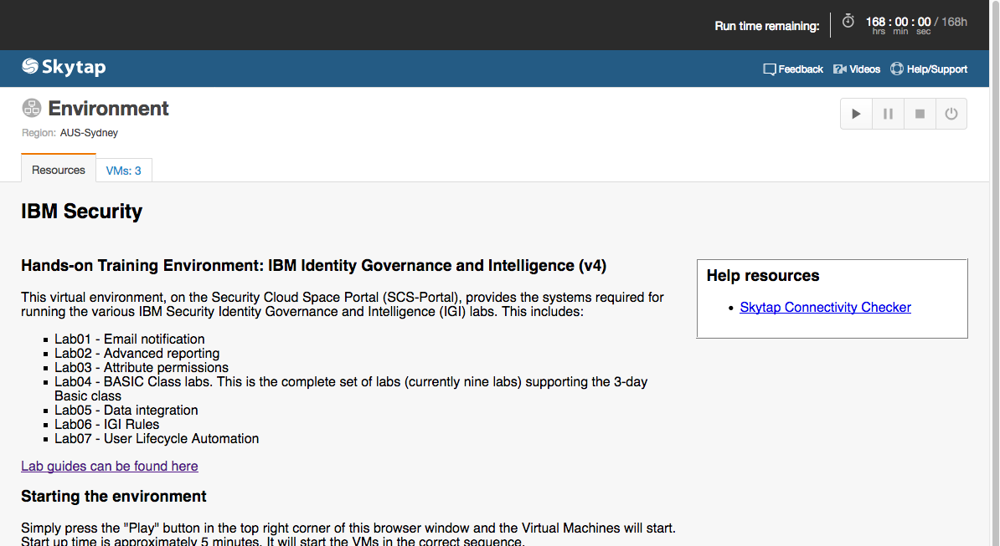 Run time remaining:
168 : 00 : 00 / 168h
hrs min sec
Skytap
Feedback Videos Help/Support
Environment
Region: AUS-Sydney
Resources
VMs: 3
IBM Security
Hands-on Training Environment: IBM Identity Governance and Intelligence (v4)
This virtual environment, on the Security Cloud Space Portal (SCS-Portal), provides the systems required for
running the various IBM Security Identity Governance and Intelligence (IGI) labs. This includes:
Lab01 - Email notification
Lab02 - Advanced reporting
Lab03 - Attribute permissions
Lab04 - BASIC Class labs. This is the complete set of labs (currently nine labs) supporting the 3-day
Basic class
Lab05 - Data integration
Lab06 - IGI Rules
Lab07 - User Lifecycle Automation
Lab guides can be found here
Starting the environment
Simply press the "Play" button in the top right corner of this browser window and the Virtual Machines will start.
Start up time is approximately 5 minutes. It will start the VMs in the correct sequence.
Help resources
Skytap Connectivity Checker